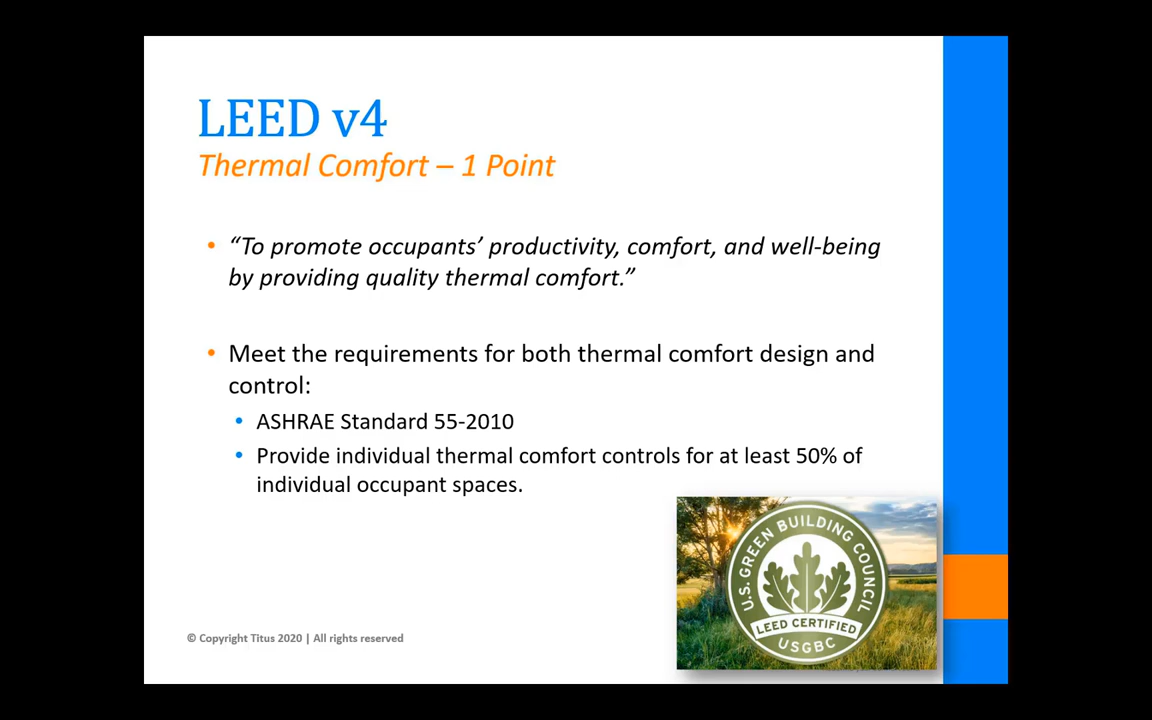 LEED v4
Thermal Comfort – 1 Point
• “To promote occupants’ productivity, comfort, and well-being
by providing quality thermal comfort.”
• Meet the requirements for both thermal comfort design and
control:
• ASHRAE Standard 55-2010
• Provide individual thermal comfort controls for at least 50% of
individual occupant spaces.
U.S. GREEN BUILDING COUNCIL
LEED CERTIFIED
USGBC
© Copyright Titus 2020 | All rights reserved